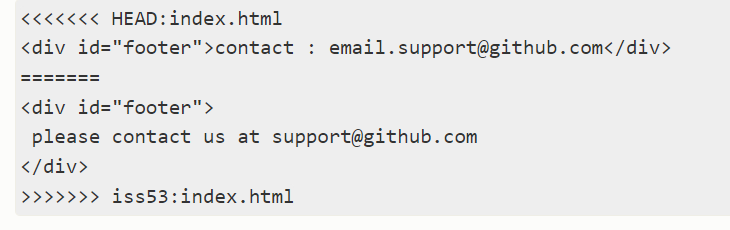 <<<<<<< HEAD:index.html
<div id="footer">contact : email.support@github.com</div>
=======
<div id="footer">
 please contact us at support@github.com
</div>
>>>>>>> iss53:index.html